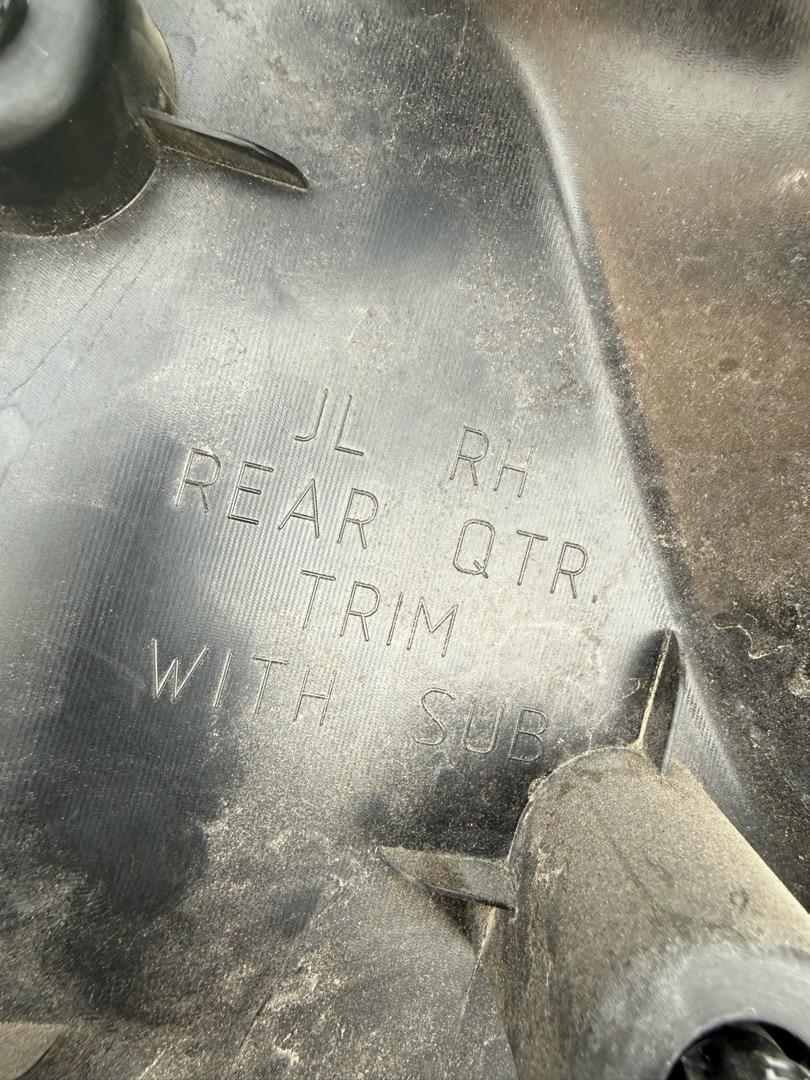 JL RH
REAR QTR.
TRIM
WITH SUB